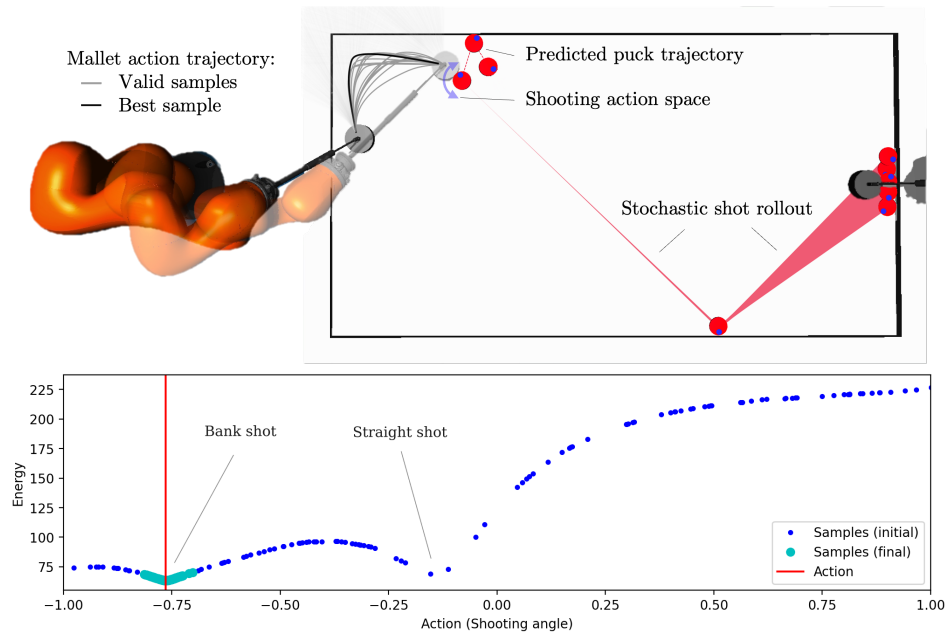 Mallet action trajectory:
Valid samples
Best sample
Predicted puck trajectory
Shooting action space
Stochastic shot rollout
225
200
175
150
125
100
75
Energy
Bank shot
Straight shot
Samples (initial)
Samples (final)
Action
−1.00 −0.75 −0.50 −0.25 0.00 0.25 0.50 0.75 1.00
Action (Shooting angle)